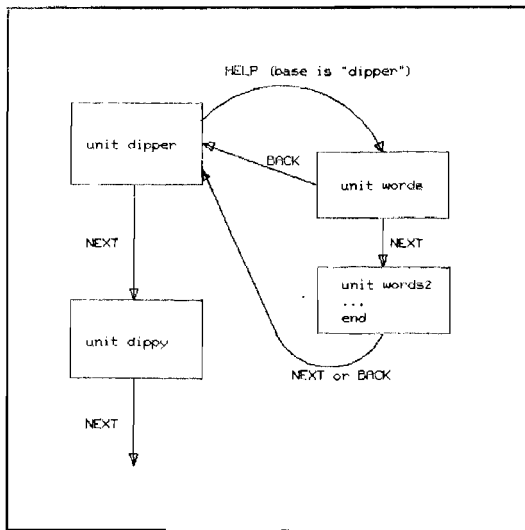 HELP (base is "dipper")
unit dipper
BACK
unit words
NEXT
NEXT
unit words2
...
end
unit dippy
NEXT or BACK
NEXT